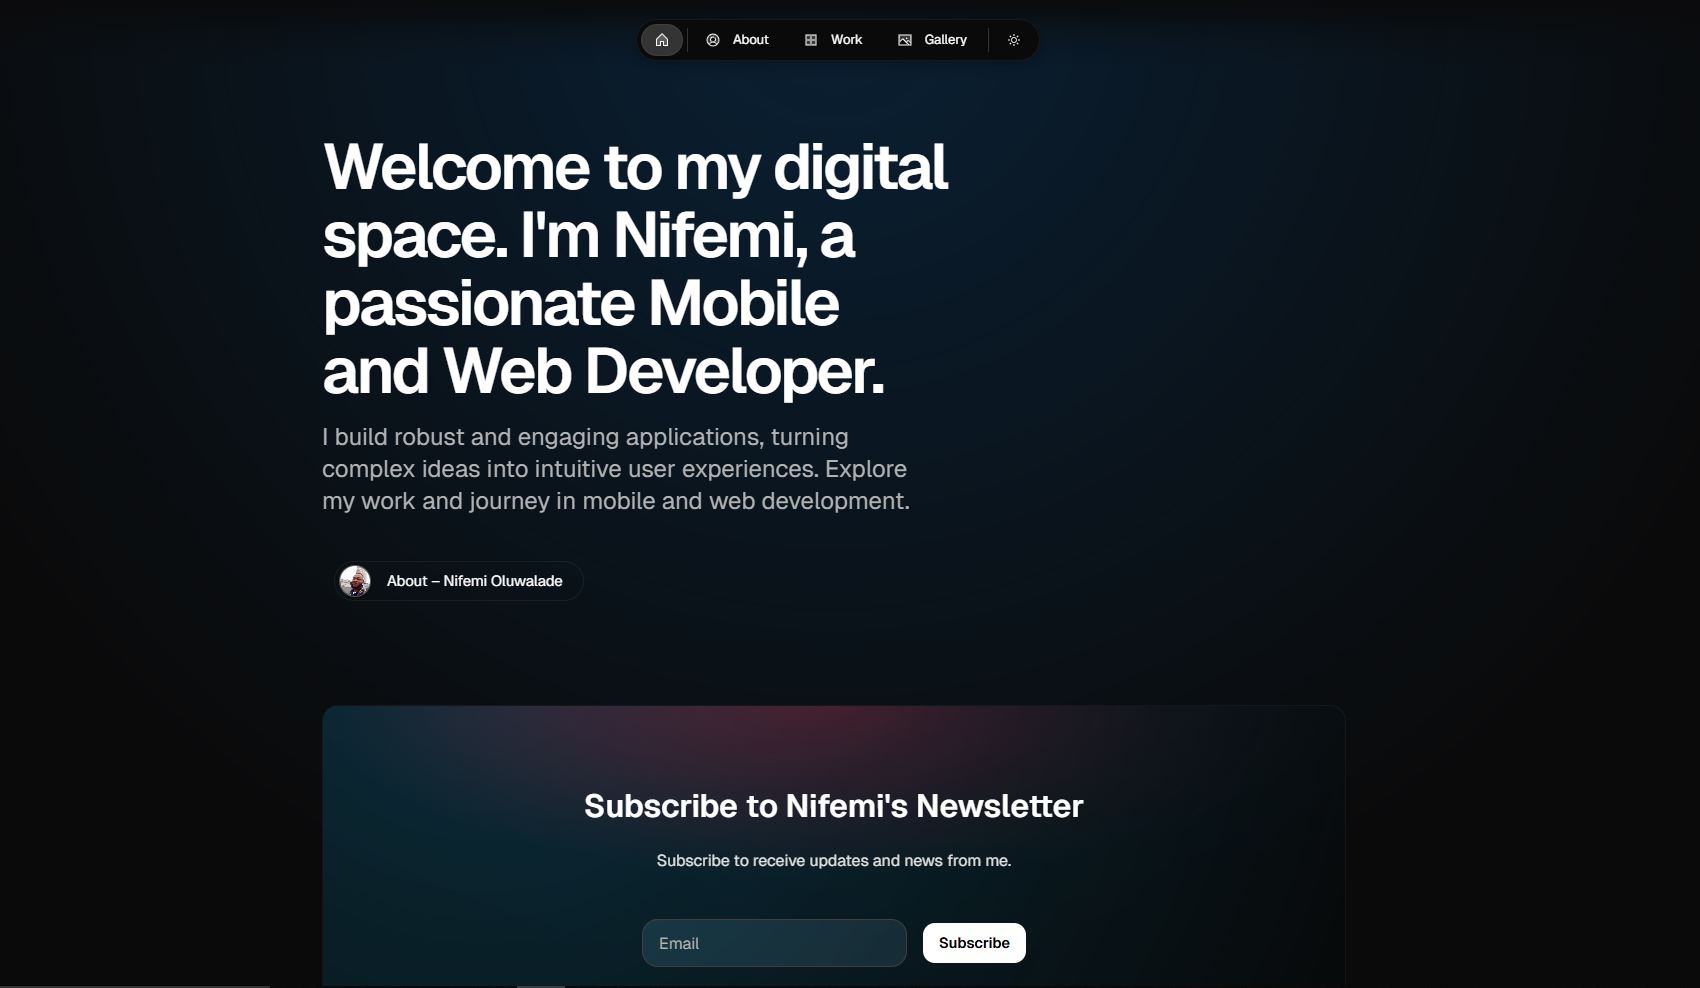 About
Work
Gallery
Welcome to my digital
space. I'm Nifemi, a
passionate Mobile
and Web Developer.
I build robust and engaging applications, turning
complex ideas into intuitive user experiences. Explore
my work and journey in mobile and web development.
About – Nifemi Oluwalade
Subscribe to Nifemi's Newsletter
Subscribe to receive updates and news from me.
Email
Subscribe